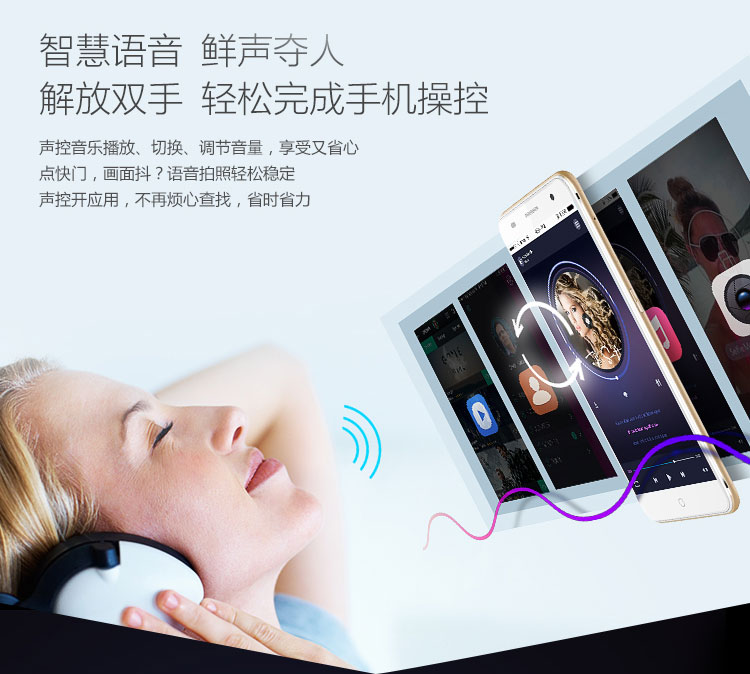 智慧语音 鲜声夺人
解放双手 轻松完成手机操控
声控音乐播放、切换、调节音量，享受又省心
点快门，画面抖？语音拍照轻松稳定
声控开应用，不再烦心查找，省时省力